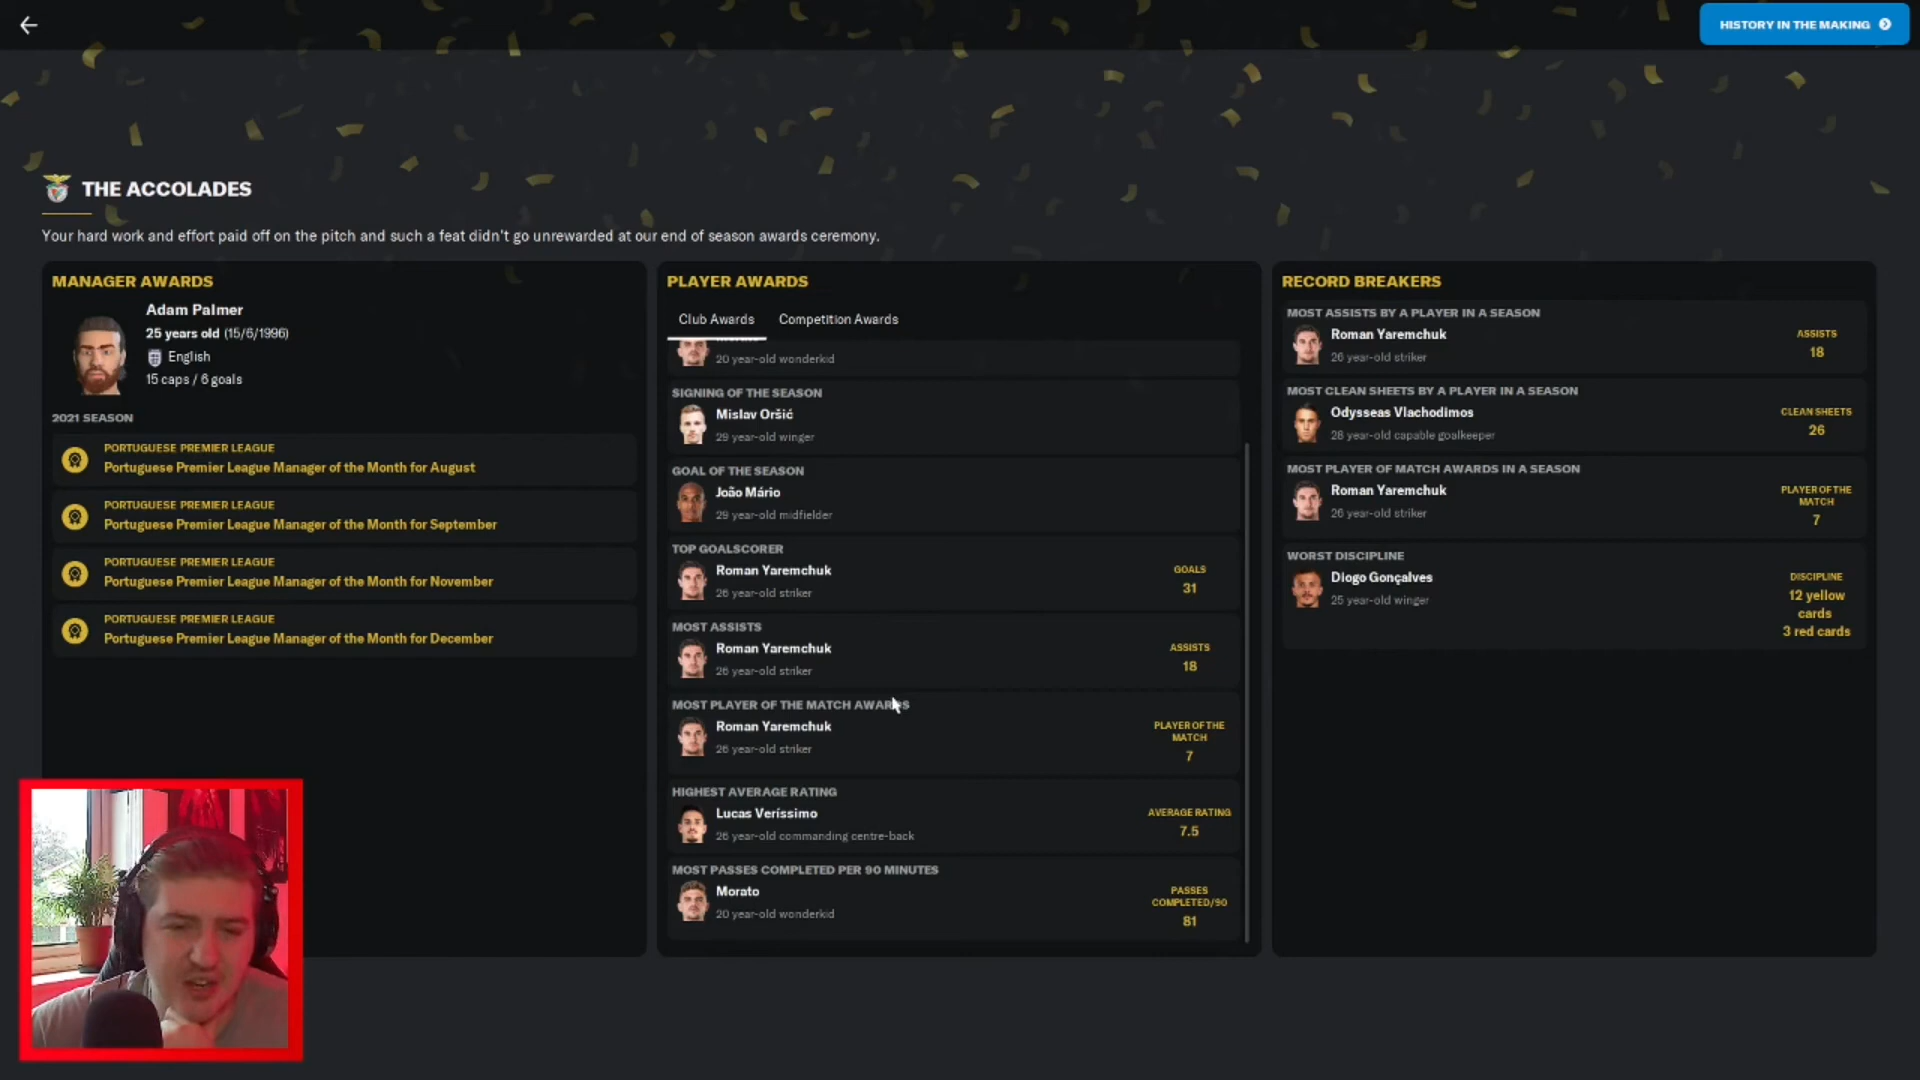 HISTORY IN THE MAKING
THE ACCOLADES
Your hard work and effort paid off on the pitch and such a feat didn't go unrewarded at our end of season awards ceremony.
MANAGER AWARDS
Adam Palmer
25 years old (15/6/1996)
English
15 caps / 6 goals
2021 SEASON
PORTUGUESE PREMIER LEAGUE
Portuguese Premier League Manager of the Month for August
PORTUGUESE PREMIER LEAGUE
Portuguese Premier League Manager of the Month for September
PORTUGUESE PREMIER LEAGUE
Portuguese Premier League Manager of the Month for November
PORTUGUESE PREMIER LEAGUE
Portuguese Premier League Manager of the Month for December
PLAYER AWARDS
Club Awards Competition Awards
20 year-old wonderkid
SIGNING OF THE SEASON
Mislav Oršić
29 year-old winger
GOAL OF THE SEASON
João Mário
29 year-old midfielder
TOP GOALSCORER
Roman Yaremchuk
26 year-old striker
GOALS
31
MOST ASSISTS
Roman Yaremchuk
26 year-old striker
ASSISTS
18
MOST PLAYER OF THE MATCH AWARDS
Roman Yaremchuk
26 year-old striker
PLAYER OF THE
MATCH
7
HIGHEST AVERAGE RATING
Lucas Veríssimo
26 year-old commanding centre-back
AVERAGE RATING
7.5
MOST PASSES COMPLETED PER 90 MINUTES
Morato
20 year-old wonderkid
PASSES
COMPLETED/90
81
RECORD BREAKERS
MOST ASSISTS BY A PLAYER IN A SEASON
Roman Yaremchuk
26 year-old striker
ASSISTS
18
MOST CLEAN SHEETS BY A PLAYER IN A SEASON
Odysseas Vlachodimos
28 year-old capable goalkeeper
CLEAN SHEETS
26
MOST PLAYER OF MATCH AWARDS IN A SEASON
Roman Yaremchuk
26 year-old striker
PLAYER OF THE
MATCH
7
WORST DISCIPLINE
Diogo Gonçalves
25 year-old winger
DISCIPLINE
12 yellow
cards
3 red cards